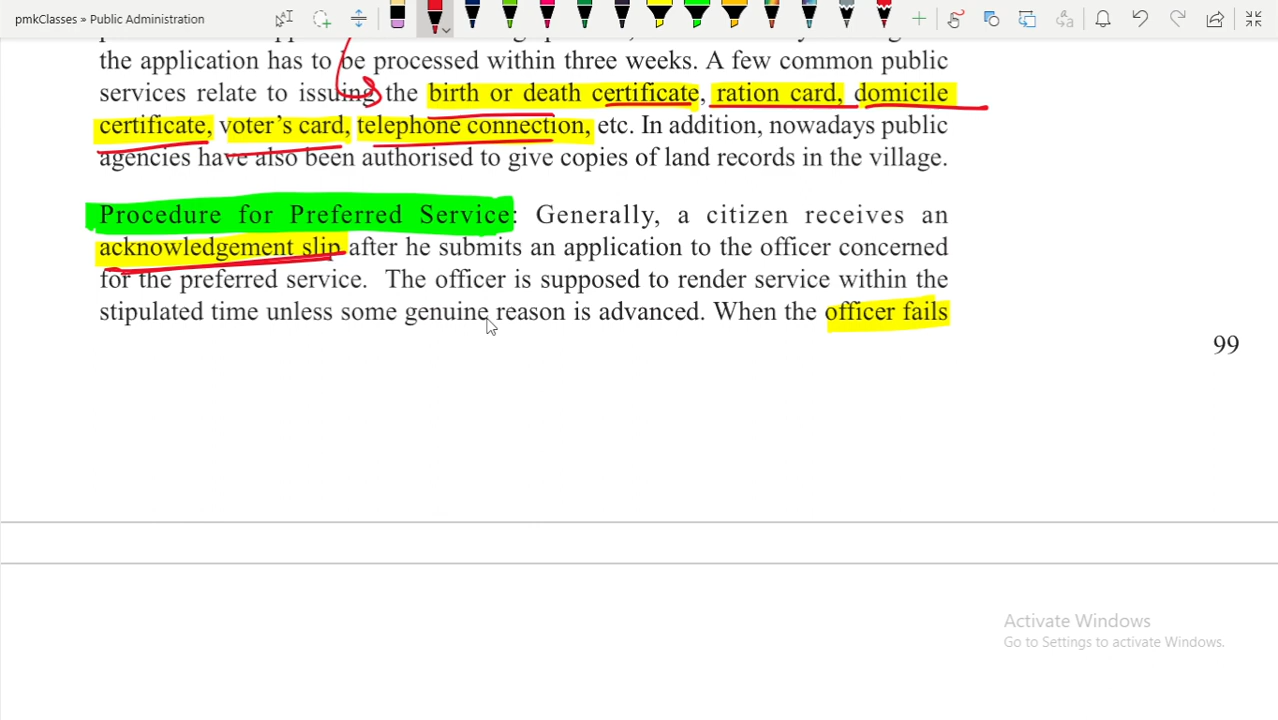 pmkClasses » Public Administration
the application has to be processed within three weeks. A few common public
services relate to issuing the birth or death certificate, ration card, domicile
certificate, voter’s card, telephone connection, etc. In addition, nowadays public
agencies have also been authorised to give copies of land records in the village.
Procedure for Preferred Service: Generally, a citizen receives an
acknowledgement slip after he submits an application to the officer concerned
for the preferred service. The officer is supposed to render service within the
stipulated time unless some genuine reason is advanced. When the officer fails
99
Activate Windows
Go to Settings to activate Windows.